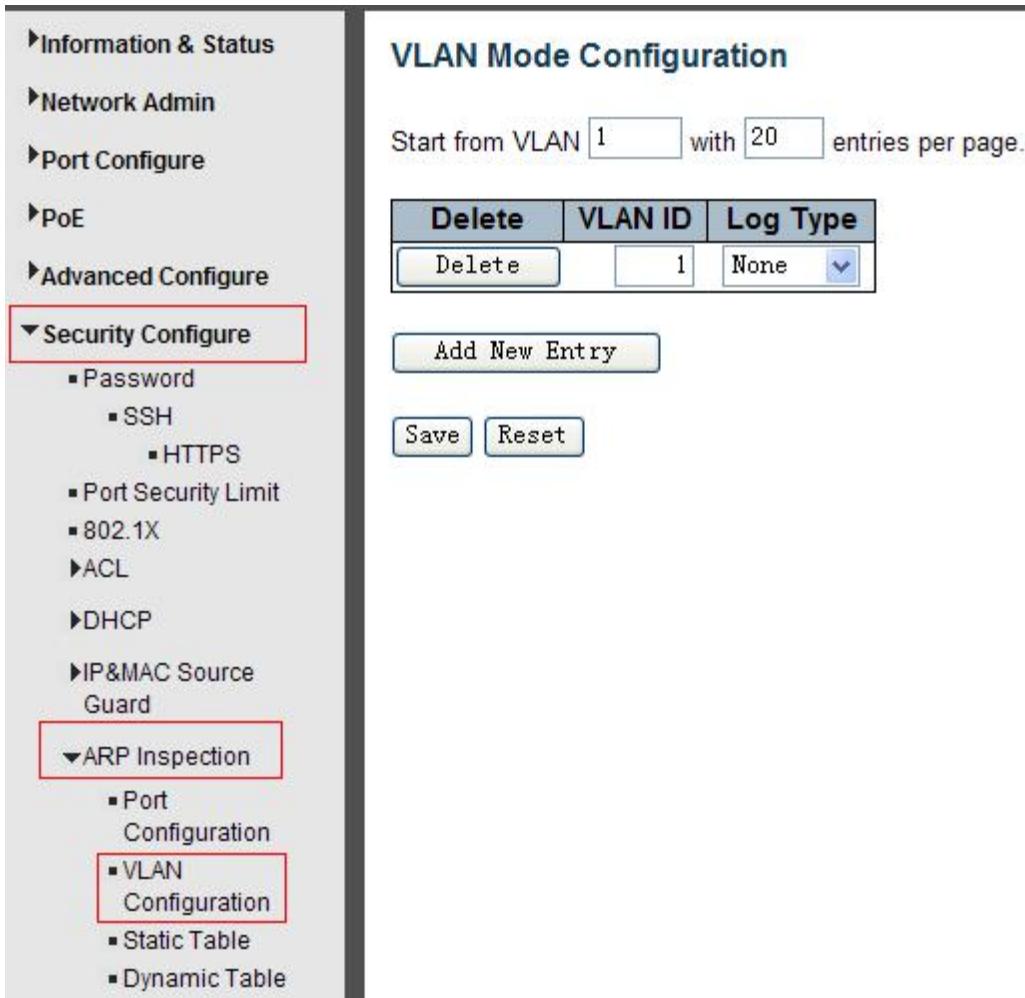 Information & Status
Network Admin
Port Configure
PoE
Advanced Configure
Security Configure
Password
SSH
HTTPS
Port Security Limit
802.1X
ACL
DHCP
IP&MAC Source
Guard
ARP Inspection
Port
Configuration
VLAN
Configuration
Static Table
Dynamic Table
VLAN Mode Configuration
Start from VLAN 1 with 20 entries per page.
Delete VLAN ID Log Type
Delete 1 None
Add New Entry
Save Reset